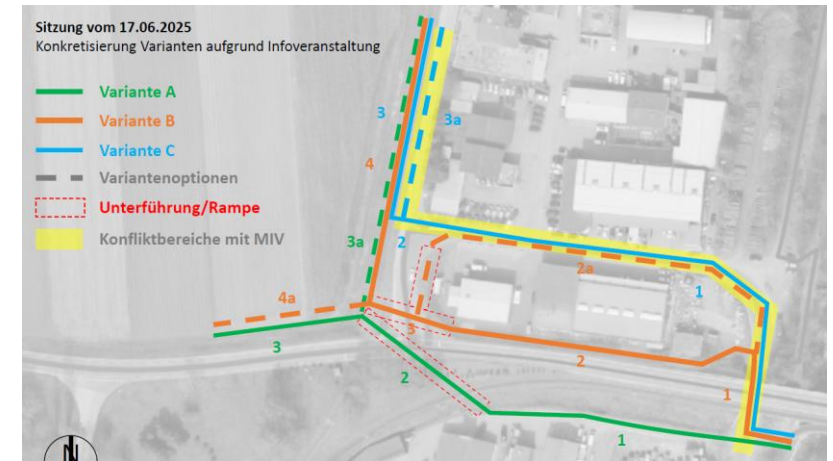 Sitzung vom 17.06.2025
Konkretisierung Varianten aufgrund Infoveranstaltung
Variante A
Variante B
Variante C
Variantenoptionen
Unterführung/Rampe
Konfliktbereiche mit MIV
3
3a
4
3a
2
2a
1
4a
3
3
2
2
1
1
N